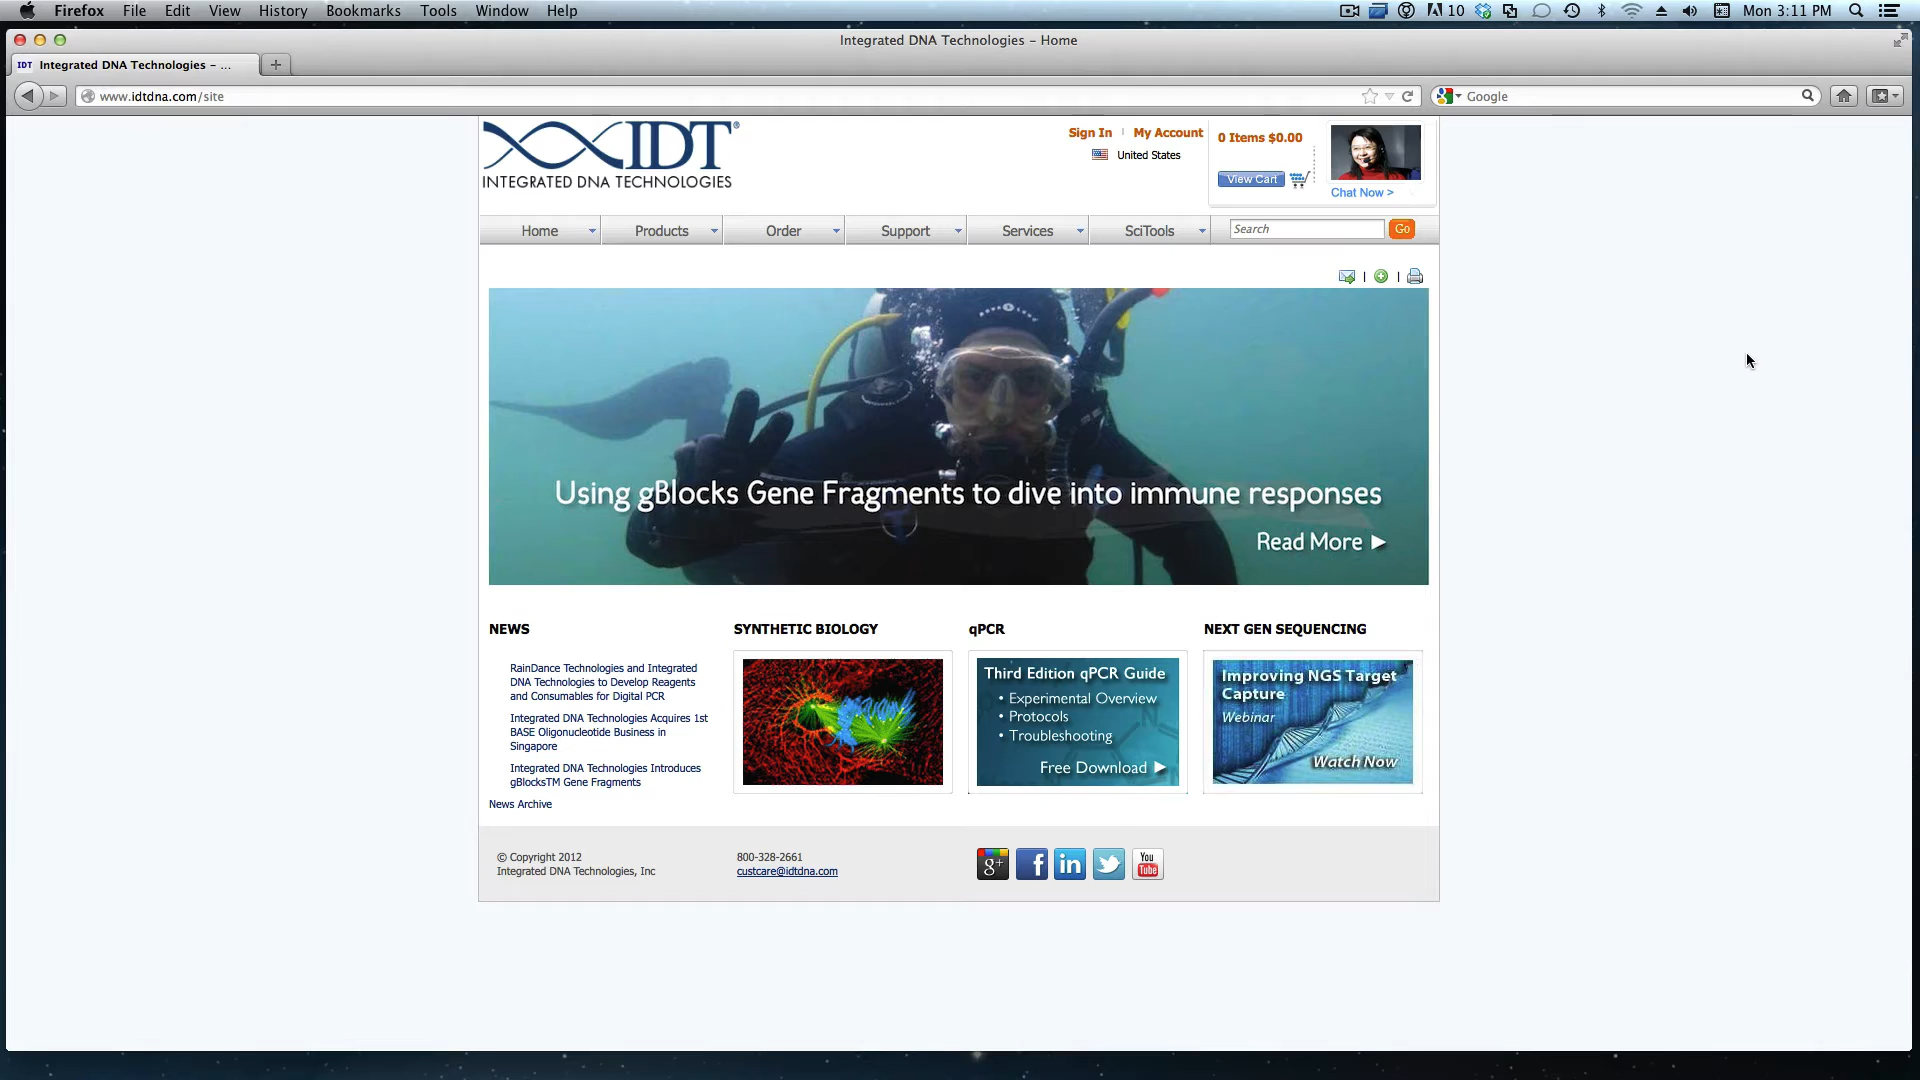 Firefox File Edit View History Bookmarks Tools Window Help 10 Mon 3:11 PM
Integrated DNA Technologies – Home
IDT Integrated DNA Technologies – ...
www.idtdna.com/site
Google
IDT®
INTEGRATED DNA TECHNOLOGIES
Sign In My Account
United States
0 Items $0.00
View Cart
Chat Now >
Home Products Order Support Services SciTools Search Go
Using gBlocks Gene Fragments to dive into immune responses
Read More
NEWS
RainDance Technologies and Integrated
DNA Technologies to Develop Reagents
and Consumables for Digital PCR
Integrated DNA Technologies Acquires 1st
BASE Oligonucleotide Business in
Singapore
Integrated DNA Technologies Introduces
gBlocksTM Gene Fragments
News Archive
SYNTHETIC BIOLOGY
qPCR
Third Edition qPCR Guide
• Experimental Overview
• Protocols
• Troubleshooting
Free Download
NEXT GEN SEQUENCING
Improving NGS Target
Capture
Webinar
Watch Now
© Copyright 2012
Integrated DNA Technologies, Inc
800-328-2661
custcare@idtdna.com
g+ f in You
Tube